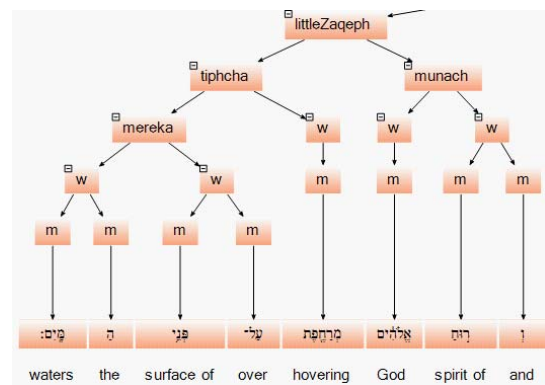 littleZaqeph
tiphcha munach
mereka w w w
w w m m m m
m m m m
וְ ר֣וּחַ אֱלֹהִ֔ים מְרַחֶ֖פֶת עַל־ פְּנֵ֥י הַ מָּֽיִם׃
waters the surface of over hovering God spirit of and